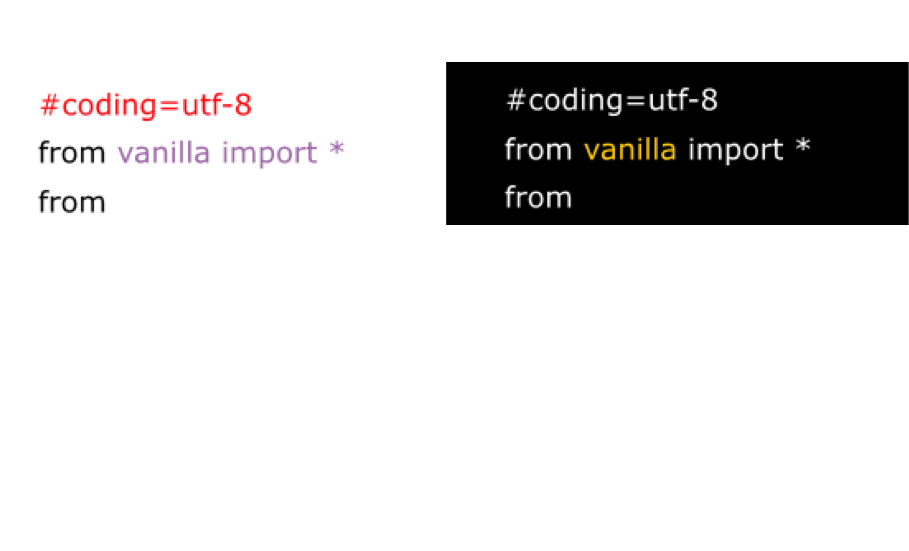 #coding=utf-8
from vanilla import *
from
#coding=utf-8
from vanilla import *
from